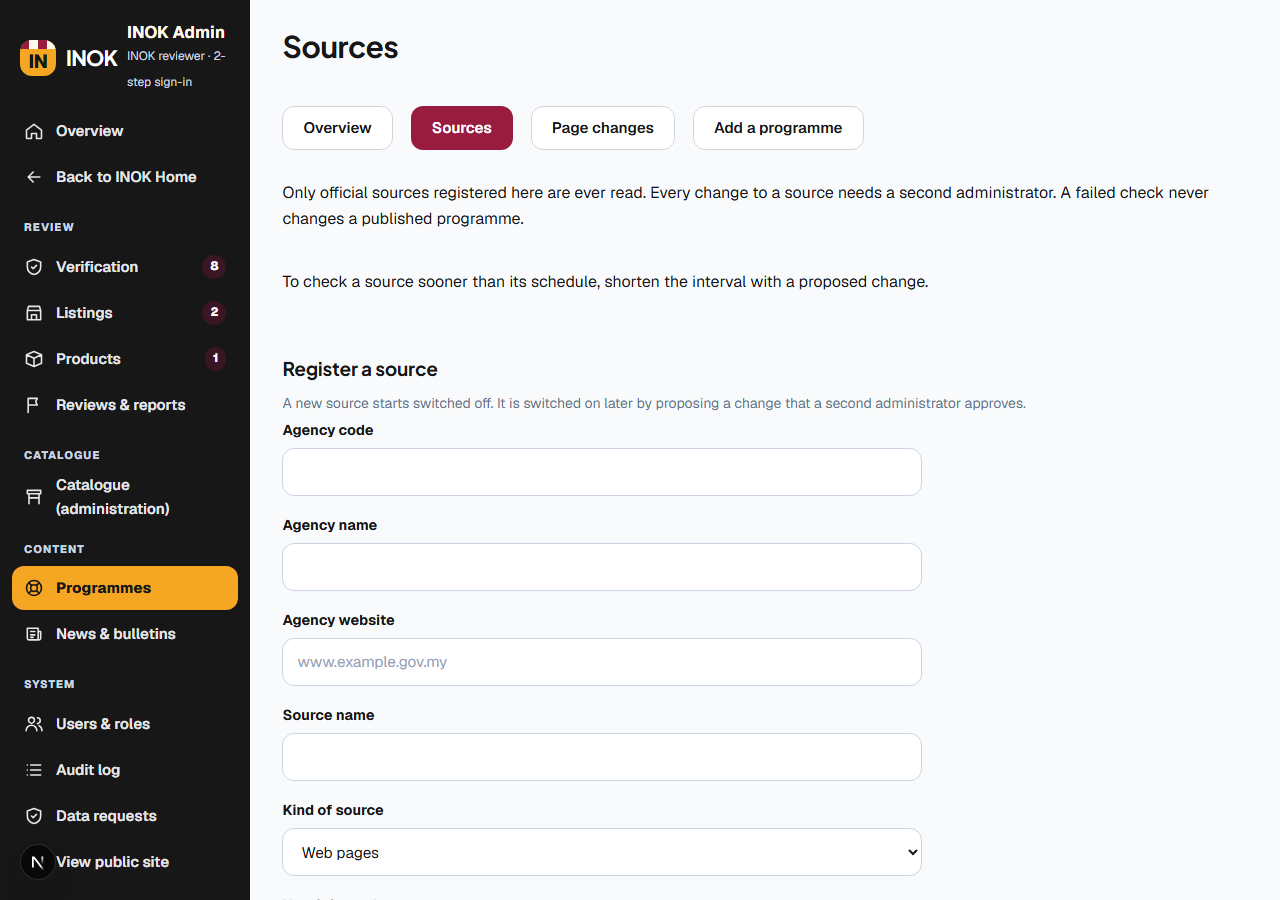 INOK Admin
IN
INOK
INOK reviewer · 2-
step sign-in
Overview
Back to INOK Home
REVIEW
Verification 8
Listings 2
Products 1
Reviews & reports
CATALOGUE
Catalogue
(administration)
CONTENT
Programmes
News & bulletins
SYSTEM
Users & roles
Audit log
Data requests
N
View public site
Sources
Overview Sources Page changes Add a programme
Only official sources registered here are ever read. Every change to a source needs a second administrator. A failed check never
changes a published programme.
To check a source sooner than its schedule, shorten the interval with a proposed change.
Register a source
A new source starts switched off. It is switched on later by proposing a change that a second administrator approves.
Agency code
Agency name
Agency website
www.example.gov.my
Source name
Kind of source
Web pages